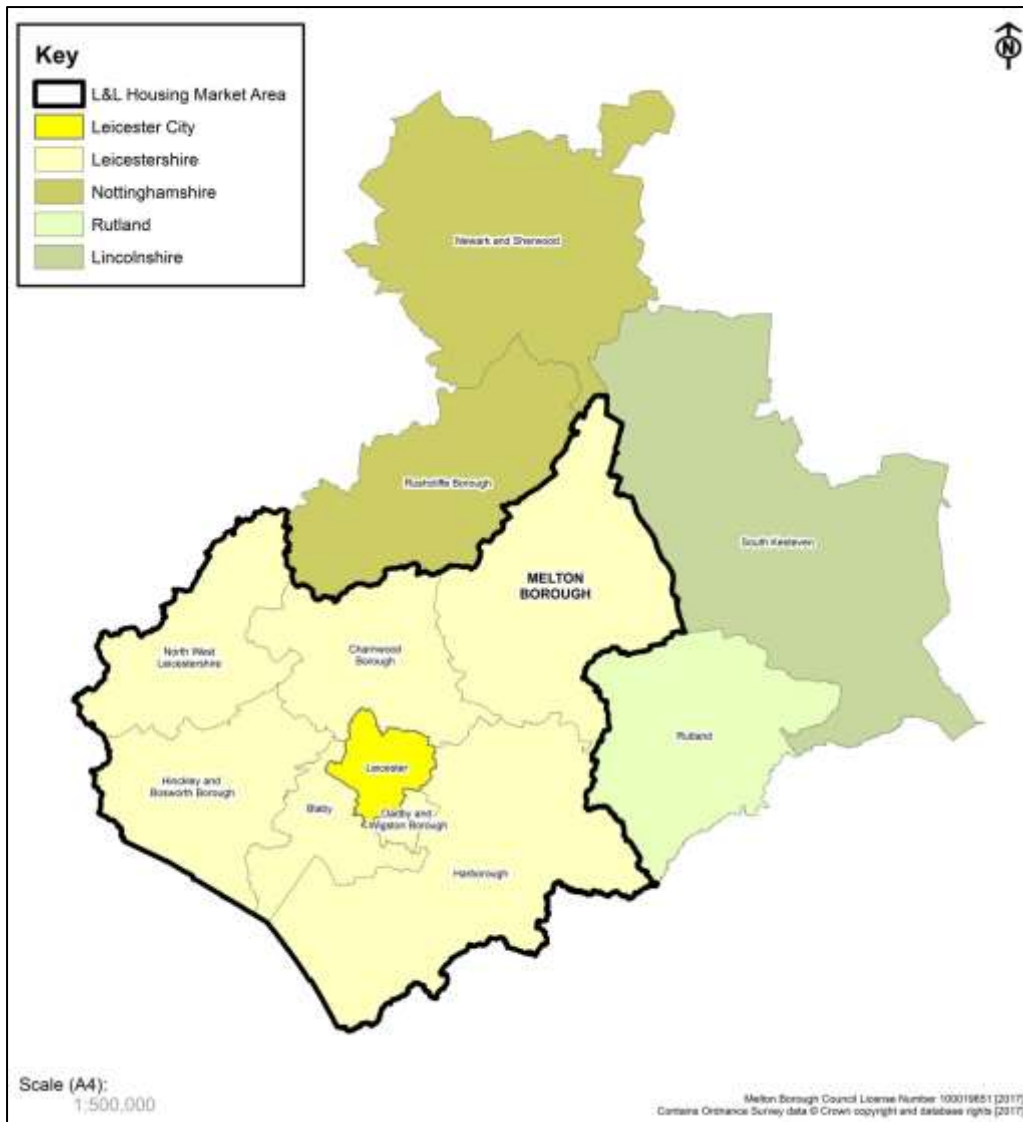 Key
L&L Housing Market Area
Leicester City
Leicestershire
Nottinghamshire
Rutland
Lincolnshire
N
Newark and Sherwood
Rushcliffe Borough
South Kesteven
MELTON
BOROUGH
North West
Leicestershire
Charnwood
Borough
Rutland
Leicester
Hinckley and
Bosworth Borough
Blaby
Oadby and
Wigston Borough
Harborough
Scale (A4):
1:500,000
Melton Borough Council License Number 100019651 [2017]
Contains Ordnance Survey data © Crown copyright and database rights [2017]